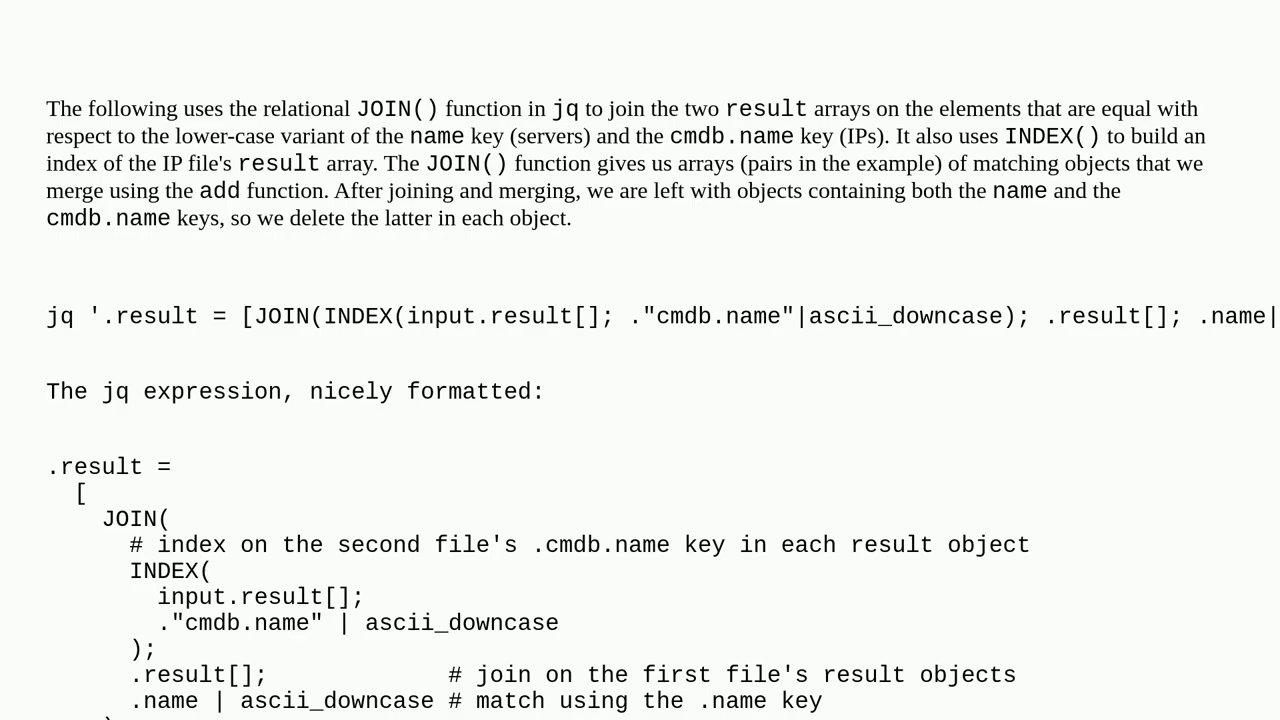 The following uses the relational JOIN() function in jq to join the two result arrays on the elements that are equal with
respect to the lower-case variant of the name key (servers) and the cmdb.name key (IPs). It also uses INDEX() to build an
index of the IP file's result array. The JOIN() function gives us arrays (pairs in the example) of matching objects that we
merge using the add function. After joining and merging, we are left with objects containing both the name and the
cmdb.name keys, so we delete the latter in each object.
jq '.result = [JOIN(INDEX(input.result[]; ."cmdb.name"|ascii_downcase); .result[]; .name|
The jq expression, nicely formatted:
.result =
  [
    JOIN(
      # index on the second file's .cmdb.name key in each result object
      INDEX(
        input.result[];
        ."cmdb.name" | ascii_downcase
      );
      .result[];             # join on the first file's result objects
      .name | ascii_downcase # match using the .name key